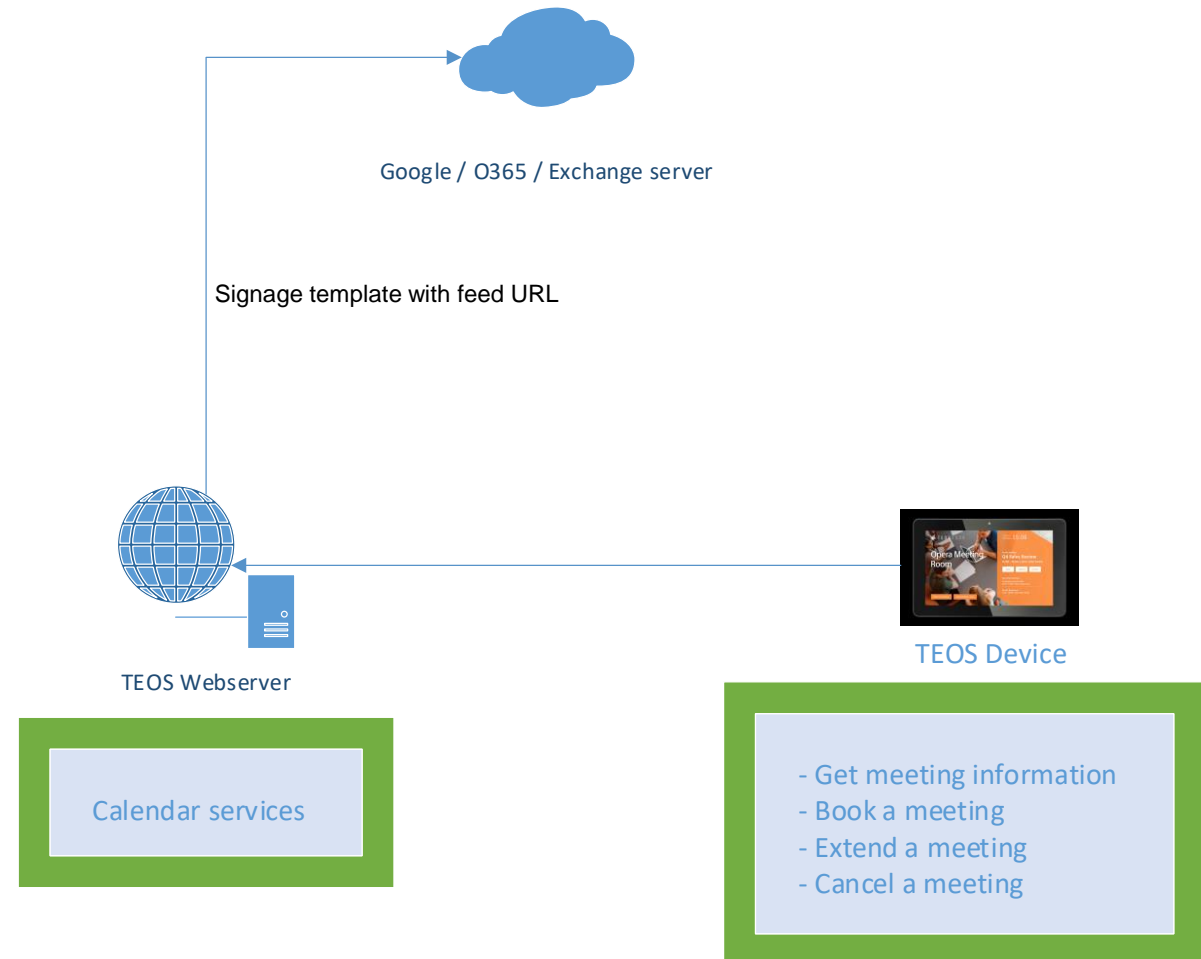 Google / O365 / Exchange server
Signage template with feed URL
Opera Meeting
Room
TEOS Webserver
TEOS Device
Calendar services
- Get meeting information
- Book a meeting
- Extend a meeting
- Cancel a meeting